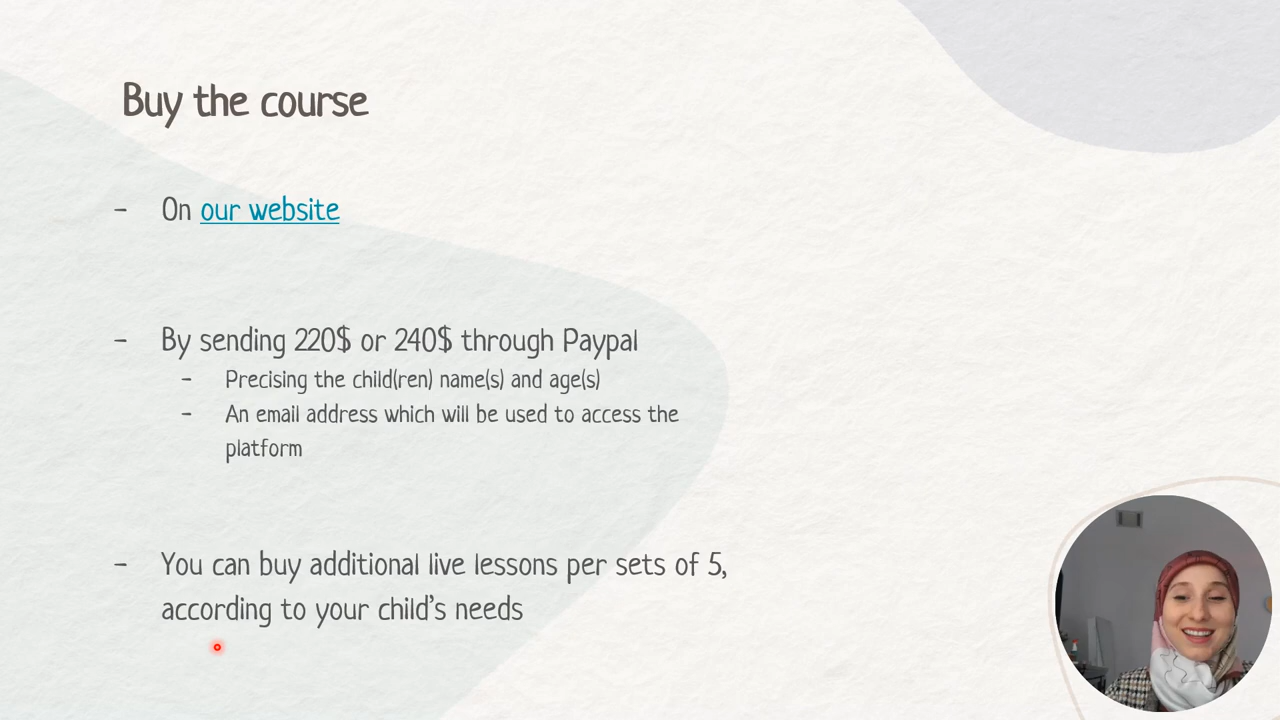 Buy the course
- On our website
- By sending 220$ or 240$ through Paypal
- Precising the child(ren) name(s) and age(s)
- An email address which will be used to access the
platform
- You can buy additional live lessons per sets of 5,
according to your child's needs